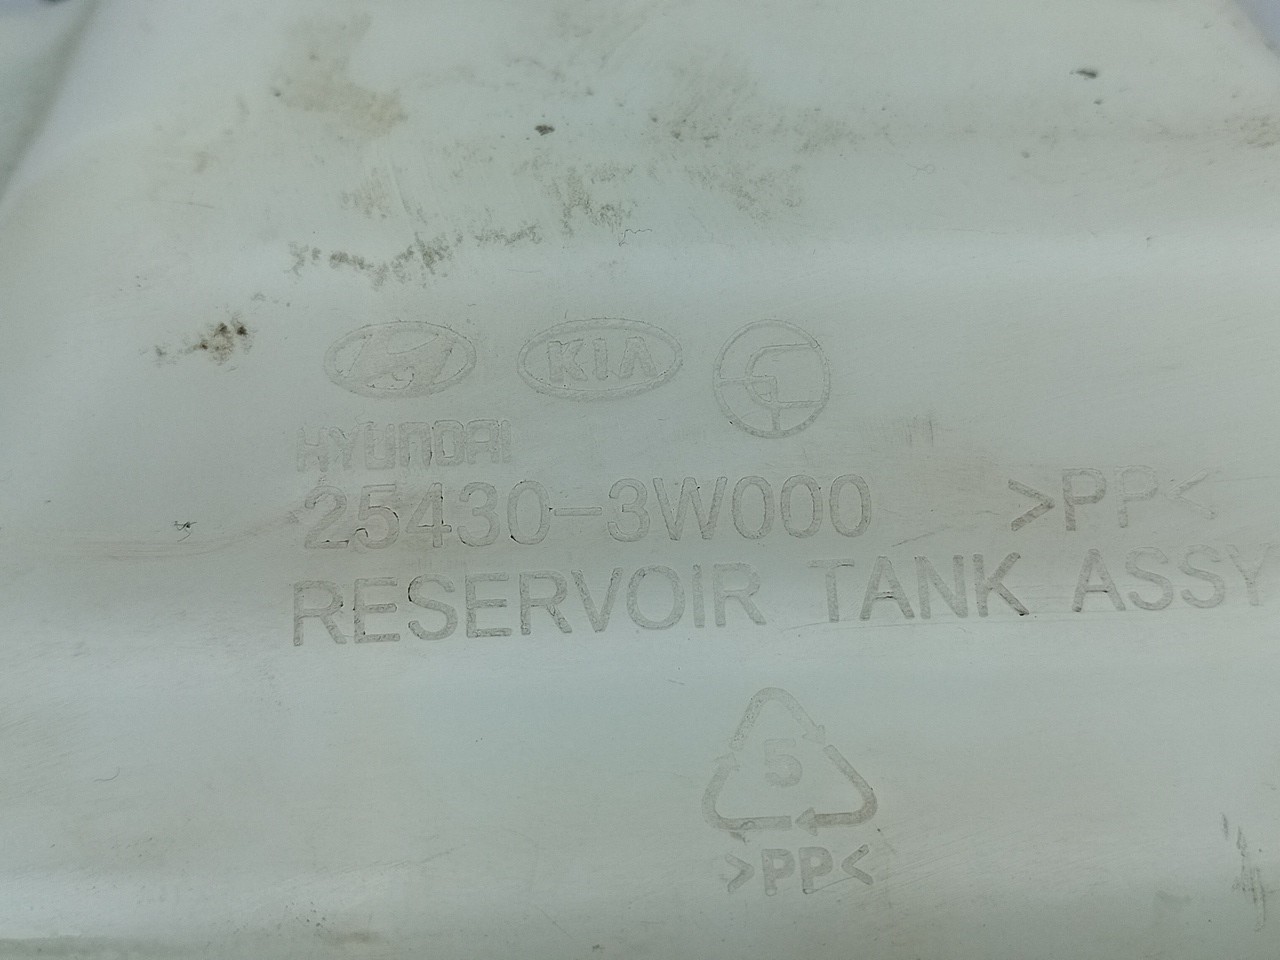 KIA
HYUNDAI
25430-3W000 >PP<
RESERVOIR TANK ASSY
5
>PP<